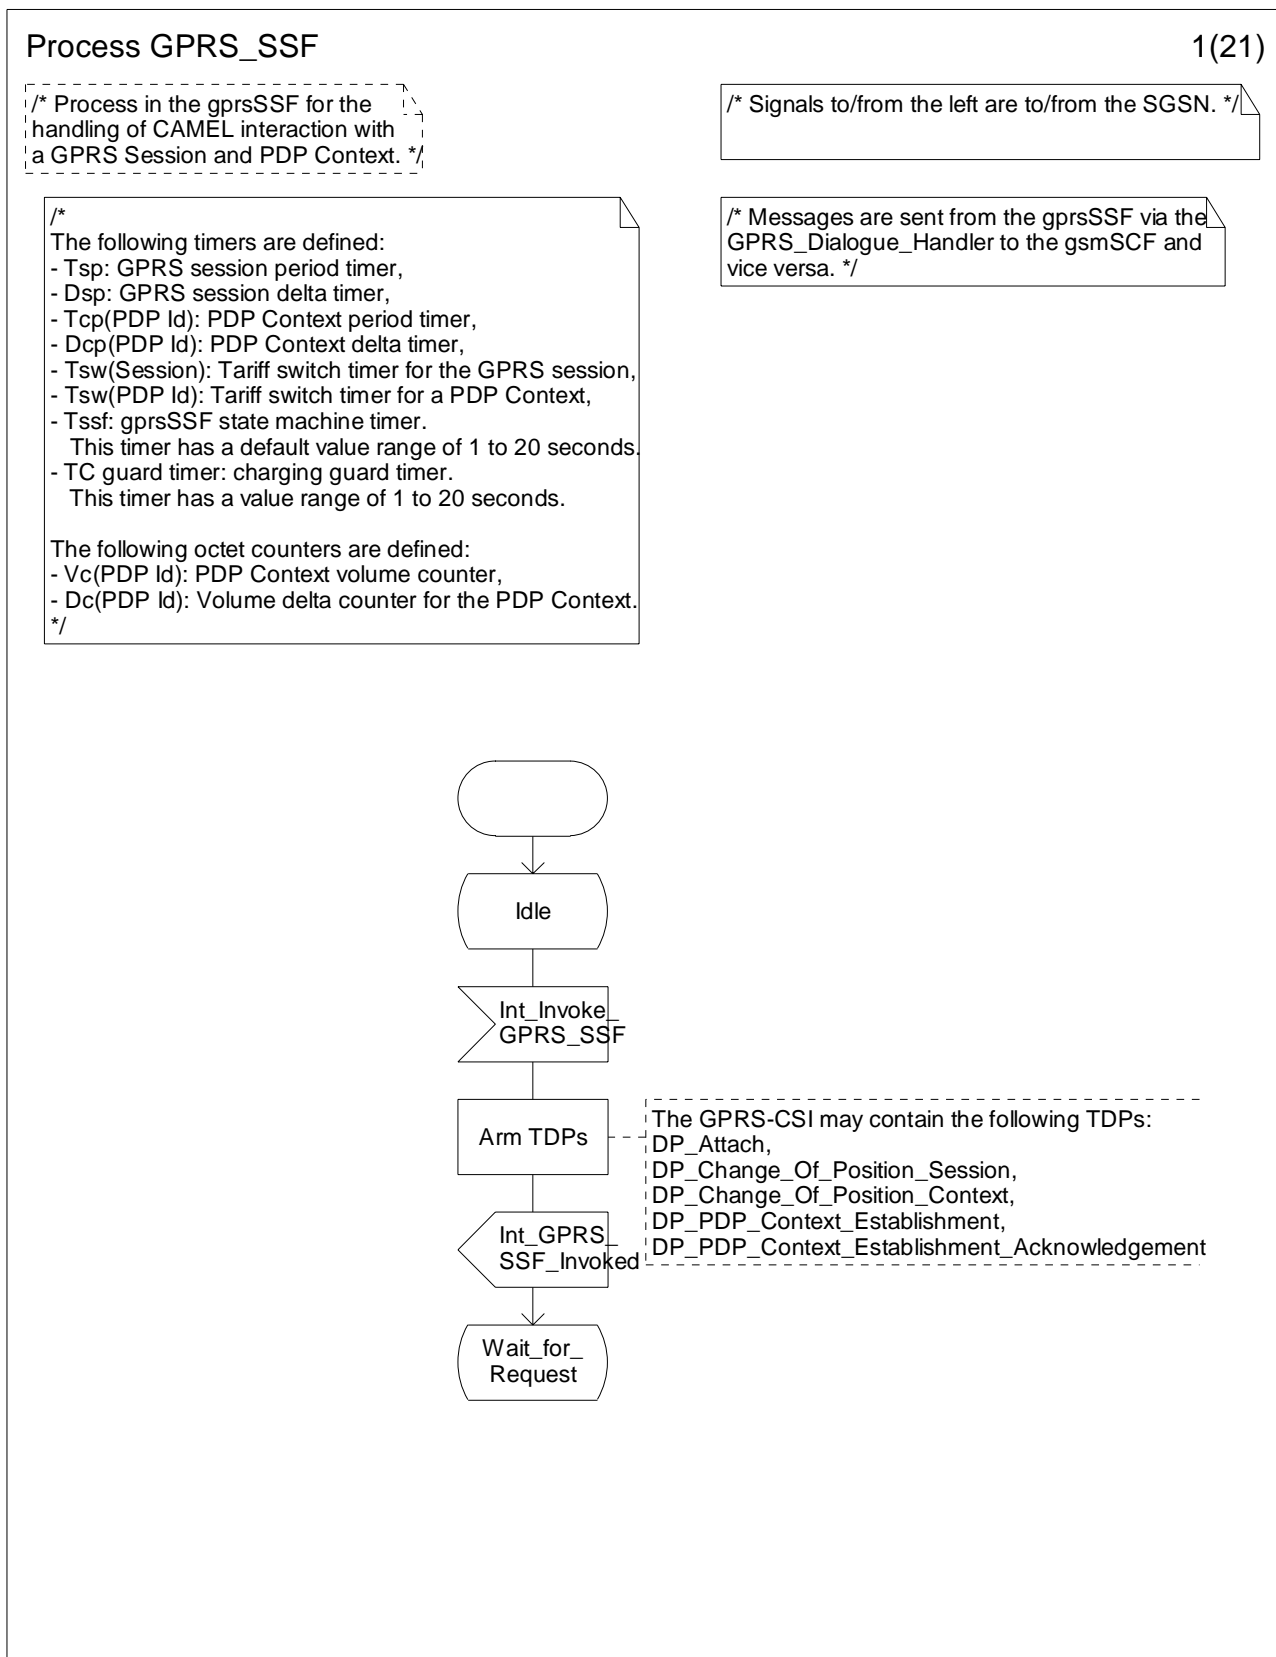 Process GPRS_SSF
1(21)
/* Process in the gprsSSF for the
handling of CAMEL interaction with
a GPRS Session and PDP Context. */
/* Signals to/from the left are to/from the SGSN. */
/*
The following timers are defined:
- Tsp: GPRS session period timer,
- Dsp: GPRS session delta timer,
- Tcp(PDP Id): PDP Context period timer,
- Dcp(PDP Id): PDP Context delta timer,
- Tsw(Session): Tariff switch timer for the GPRS session,
- Tsw(PDP Id): Tariff switch timer for a PDP Context,
- Tssf: gprsSSF state machine timer.
This timer has a default value range of 1 to 20 seconds.
- TC guard timer: charging guard timer.
This timer has a value range of 1 to 20 seconds.
The following octet counters are defined:
- Vc(PDP Id): PDP Context volume counter,
- Dc(PDP Id): Volume delta counter for the PDP Context.
*/
/* Messages are sent from the gprsSSF via the
GPRS_Dialogue_Handler to the gsmSCF and
vice versa. */
Idle
Int_Invoke_
GPRS_SSF
Arm TDPs
The GPRS-CSI may contain the following TDPs:
DP_Attach,
DP_Change_Of_Position_Session,
DP_Change_Of_Position_Context,
DP_PDP_Context_Establishment,
DP_PDP_Context_Establishment_Acknowledgement
Int_GPRS_
SSF_Invoked
Wait_for_
Request